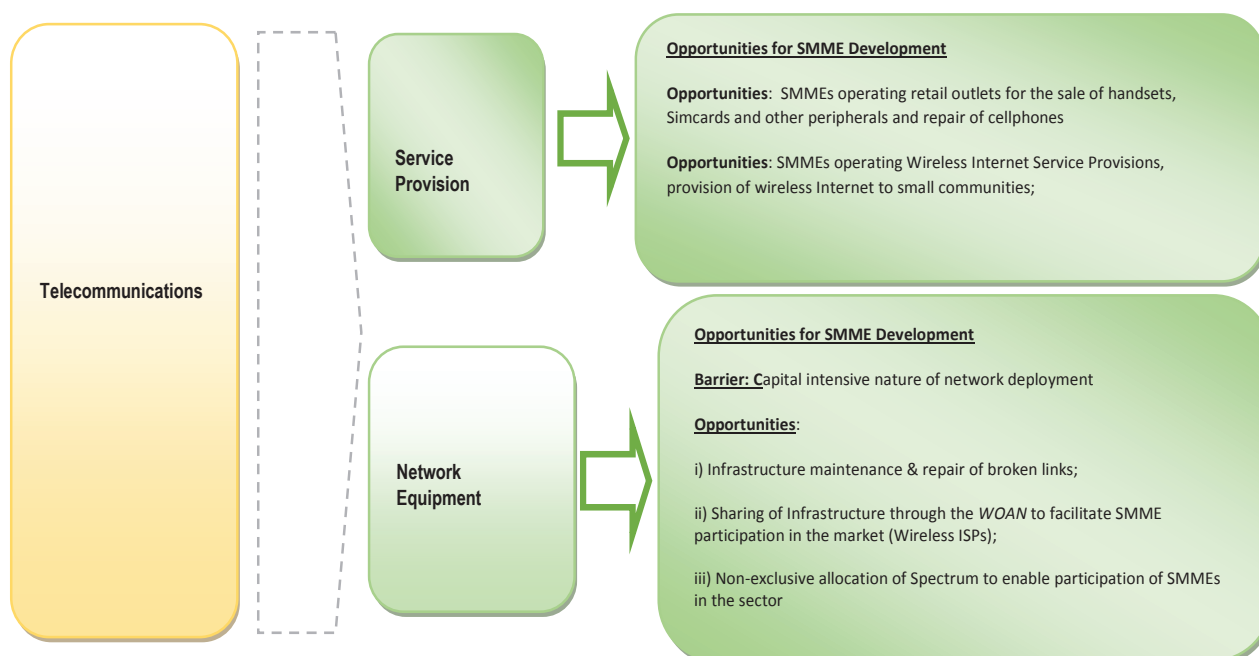 Telecommunications
Service
Provision
Opportunities for SMME Development
Opportunities: SMMEs operating retail outlets for the sale of handsets,
Simcards and other peripherals and repair of cellphones
Opportunities: SMMEs operating Wireless Internet Service Provisions,
provision of wireless Internet to small communities;
Network
Equipment
Opportunities for SMME Development
Barrier: Capital intensive nature of network deployment
Opportunities:
i) Infrastructure maintenance & repair of broken links;
ii) Sharing of Infrastructure through the WOAN to facilitate SMME
participation in the market (Wireless ISPs);
iii) Non-exclusive allocation of Spectrum to enable participation of SMMEs
in the sector